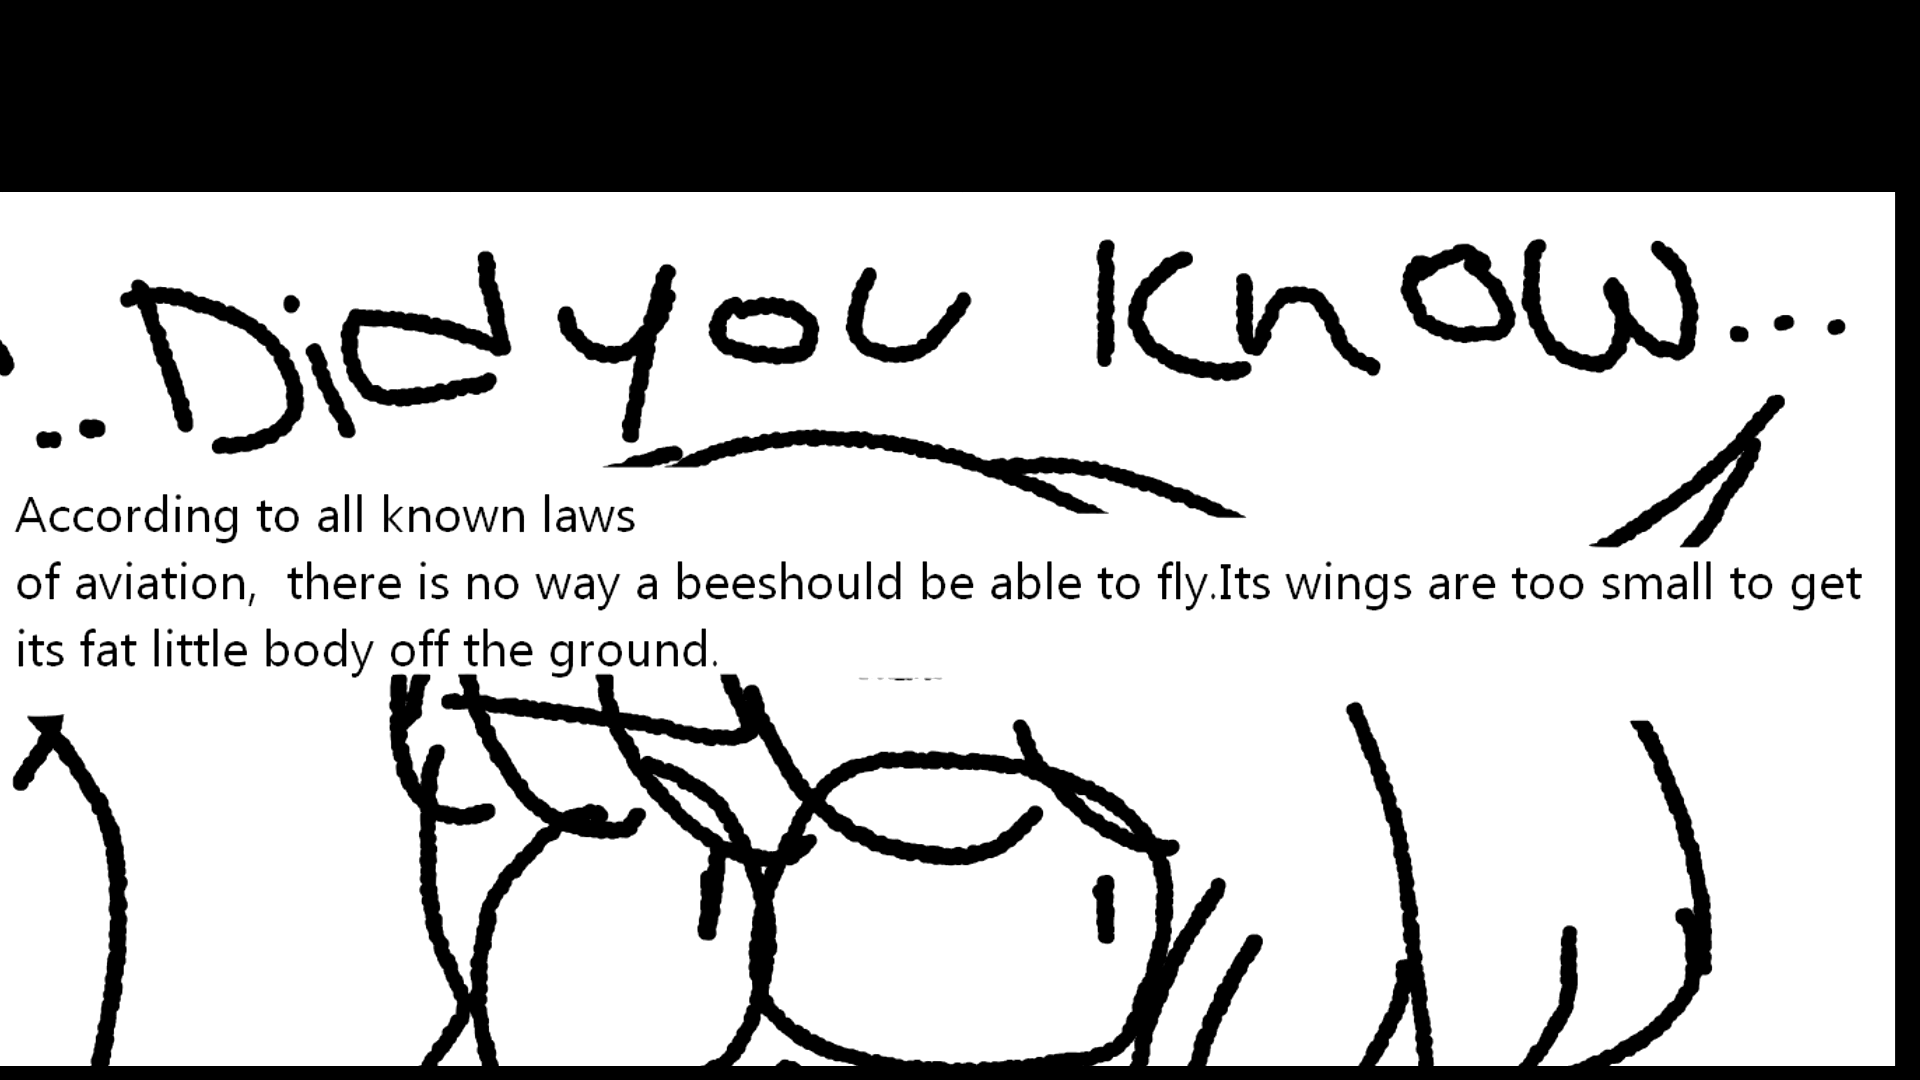 ...Did you know...
According to all known laws
of aviation,  there is no way a beeshould be able to fly.Its wings are too small to get
its fat little body off the ground.